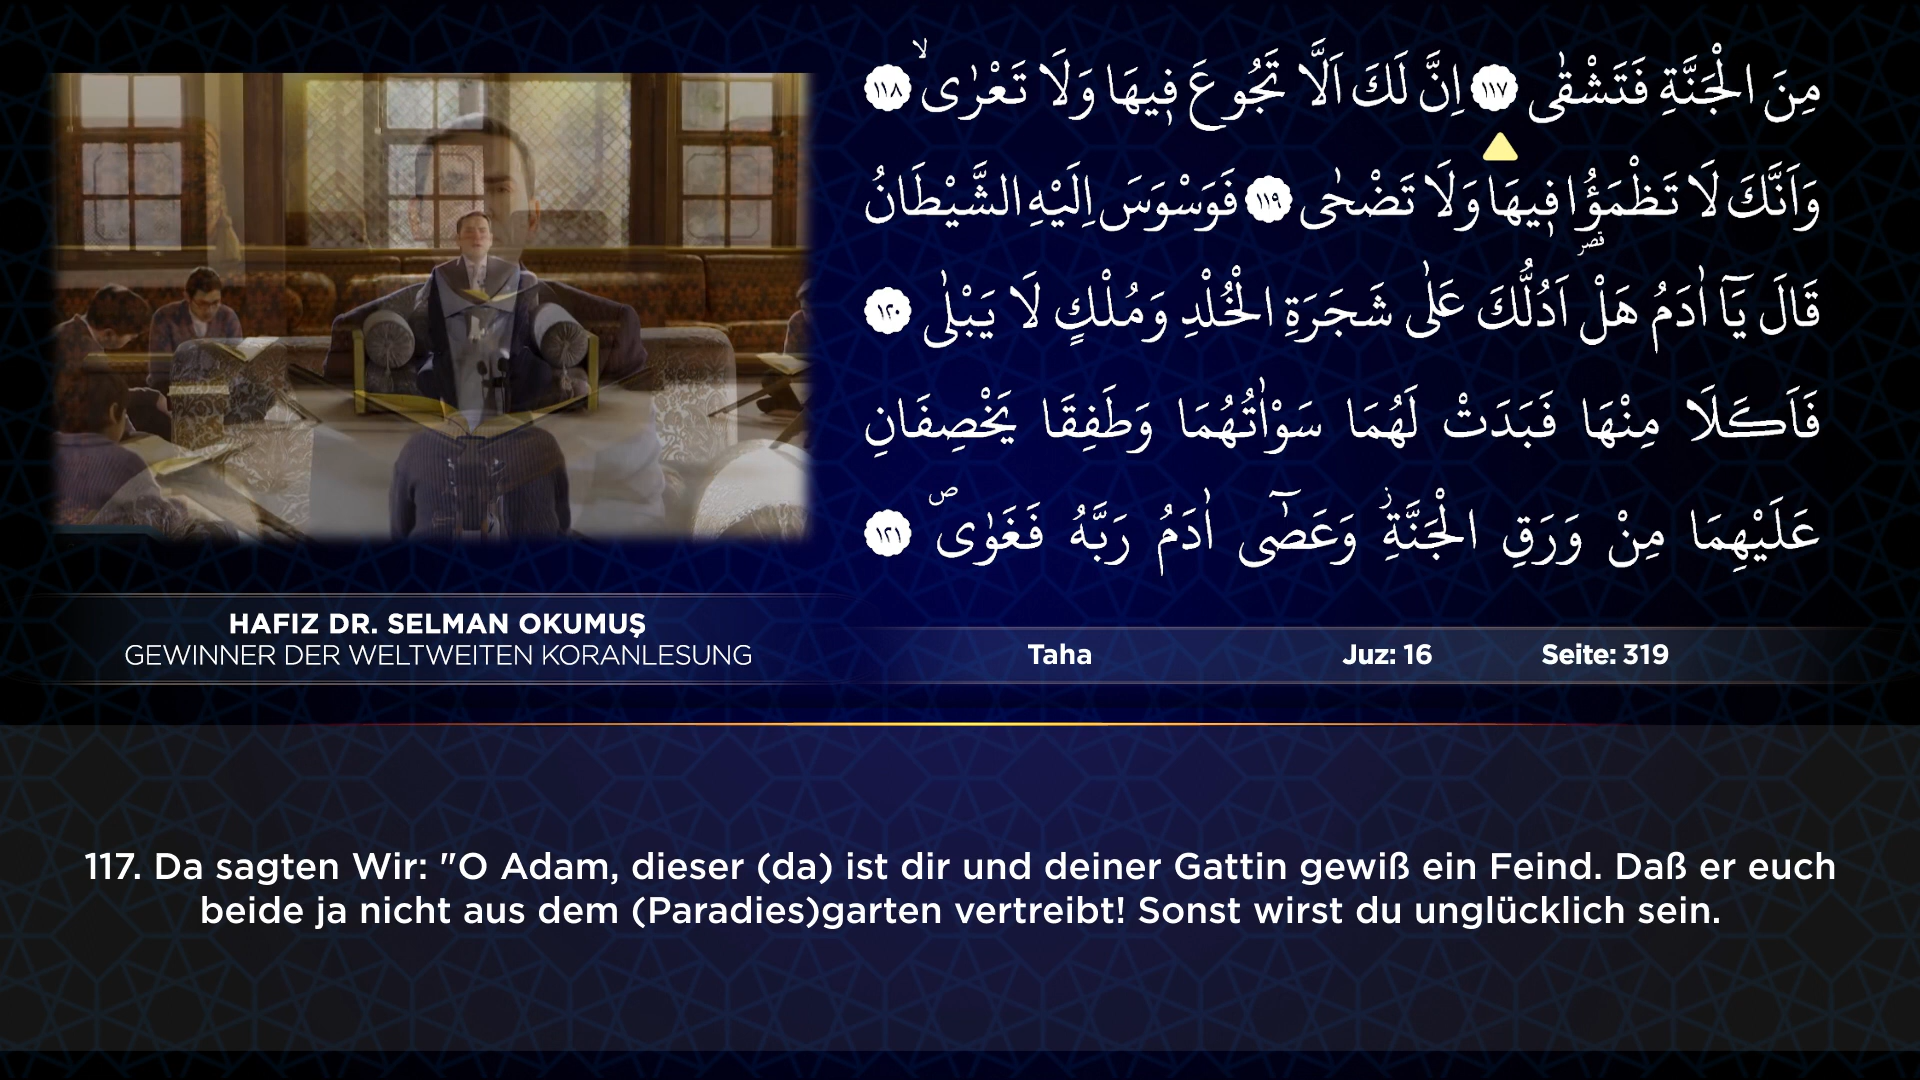 مِنَ الْجَنَّةِ فَتَشْقٰى ﴿١١٧﴾ اِنَّ لَكَ اَلَّا تَجُوعَ فٖيهَا وَلَا تَعْرٰىۙ ﴿١١٨﴾
وَاَنَّكَ لَا تَظْمَؤُ۬ا فٖيهَا وَلَا تَضْحٰى ﴿١١٩﴾ فَوَسْوَسَ اِلَيْهِ الشَّيْطَانُ
قصر
قَالَ يَٓا اٰدَمُ هَلْ اَدُلُّكَ عَلٰى شَجَرَةِ الْخُلْدِ وَمُلْكٍ لَا يَبْلٰى ﴿١٢٠﴾
فَاَكَلَا مِنْهَا فَبَدَتْ لَهُمَا سَوْاٰتُهُمَا وَطَفِقَا يَخْصِفَانِ
عَلَيْهِمَا مِنْ وَرَقِ الْجَنَّةِؗ وَعَصٰٓى اٰدَمُ رَبَّهُ فَغَوٰىۖ ﴿١٢١﴾
HAFIZ DR. SELMAN OKUMUŞ
GEWINNER DER WELTWEITEN KORANLESUNG
Taha Juz: 16 Seite: 319
117. Da sagten Wir: "O Adam, dieser (da) ist dir und deiner Gattin gewiß ein Feind. Daß er euch
beide ja nicht aus dem (Paradies)garten vertreibt! Sonst wirst du unglücklich sein.